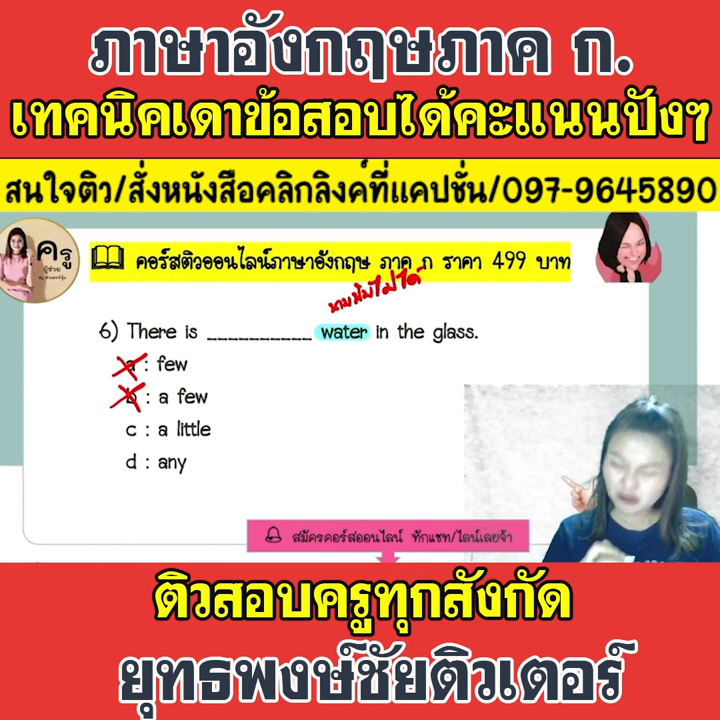 ภาษาอังกฤษภาค ก.
เทคนิคเดาข้อสอบได้คะแนนปังๆ
สนใจติว/สั่งหนังสือคลิกลิงค์ที่แคปชั่น/097-9645890
ครู
ผู้ช่วย
คอร์สติวออนไลน์ภาษาอังกฤษ ภาค ก ราคา 499 บาท
นามนับไม่ได้
6) There is __________ water in the glass.
a : few
b : a few
c : a little
d : any
สมัครคอร์สออนไลน์ ทักแชท/ไลน์เลยจ้า
ติวสอบครูทุกสังกัด
ยุทธพงษ์ชัยติวเตอร์